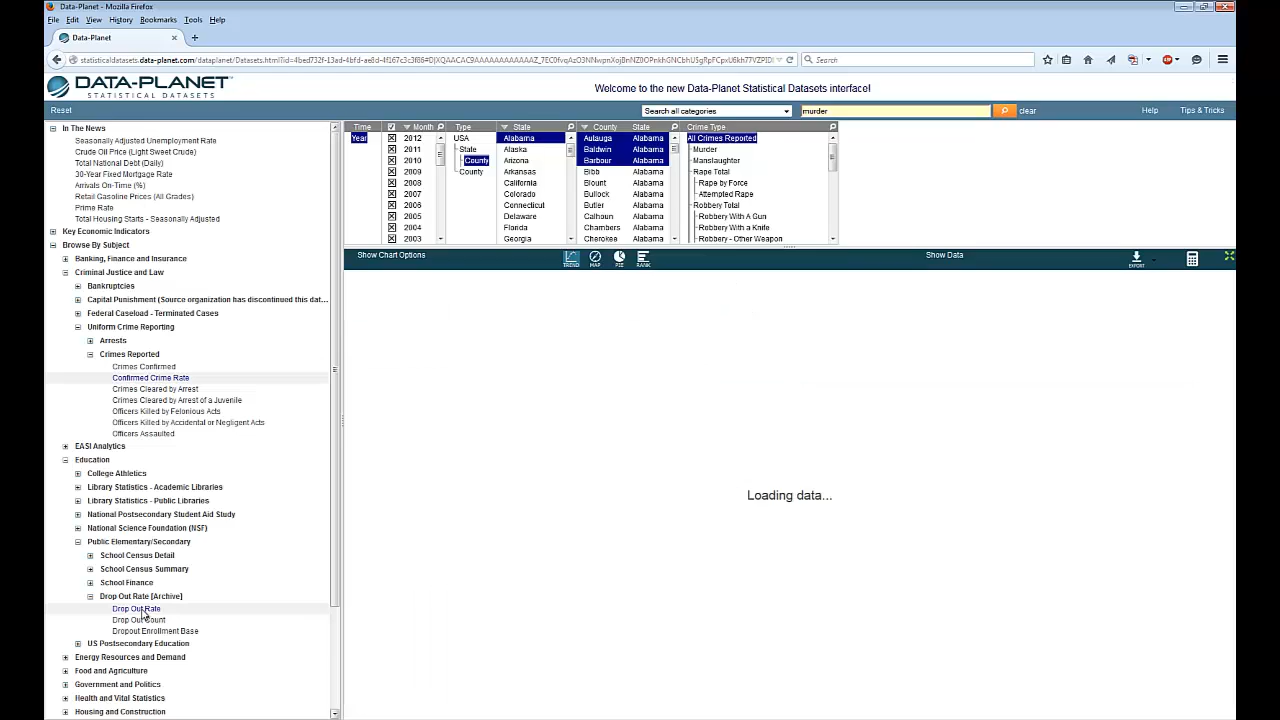 Data-Planet - Mozilla Firefox
File Edit View History Bookmarks Tools Help
Data-Planet
Search
DATA-PLANET
STATISTICAL DATASETS
Welcome to the new Data-Planet Statistical Datasets interface!
Reset
Search all categories
murder
clear
Help
Tips & Tricks
In The News
Seasonally Adjusted Unemployment Rate
Crude Oil Price (Light Sweet Crude)
Total National Debt (Daily)
30-Year Fixed Mortgage Rate
Arrivals On-Time (%)
Retail Gasoline Prices (All Grades)
Prime Rate
Total Housing Starts - Seasonally Adjusted
Key Economic Indicators
Browse By Subject
Banking, Finance and Insurance
Criminal Justice and Law
Bankruptcies
Capital Punishment (Source organization has discontinued this dat...
Federal Caseload - Terminated Cases
Uniform Crime Reporting
Arrests
Crimes Reported
Crimes Confirmed
Confirmed Crime Rate
Crimes Cleared by Arrest
Crimes Cleared by Arrest of a Juvenile
Officers Killed by Felonious Acts
Officers Killed by Accidental or Negligent Acts
Officers Assaulted
EASI Analytics
Education
College Athletics
Library Statistics - Academic Libraries
Library Statistics - Public Libraries
National Postsecondary Student Aid Study
National Science Foundation (NSF)
Public Elementary/Secondary
School Census Detail
School Census Summary
School Finance
Drop Out Rate [Archive]
Drop Out Rate
Drop Out Count
Dropout Enrollment Base
US Postsecondary Education
Energy Resources and Demand
Food and Agriculture
Government and Politics
Health and Vital Statistics
Housing and Construction
Time Month Type State County State Crime Type
Year 2012 USA Alabama Autauga Alabama All Crimes Reported
2011 State Alaska Baldwin Alabama Murder
2010 County Arizona Barbour Alabama Manslaughter
2009 County Arkansas Bibb Alabama Rape Total
2008 California Blount Alabama Rape by Force
2007 Colorado Bullock Alabama Attempted Rape
2006 Connecticut Butler Alabama Robbery Total
2005 Delaware Calhoun Alabama Robbery With A Gun
2004 Florida Chambers Alabama Robbery With a Knife
2003 Georgia Cherokee Alabama Robbery - Other Weapon
Show Chart Options
TREND MAP PIE RANK
Show Data
EXPORT
Loading data...